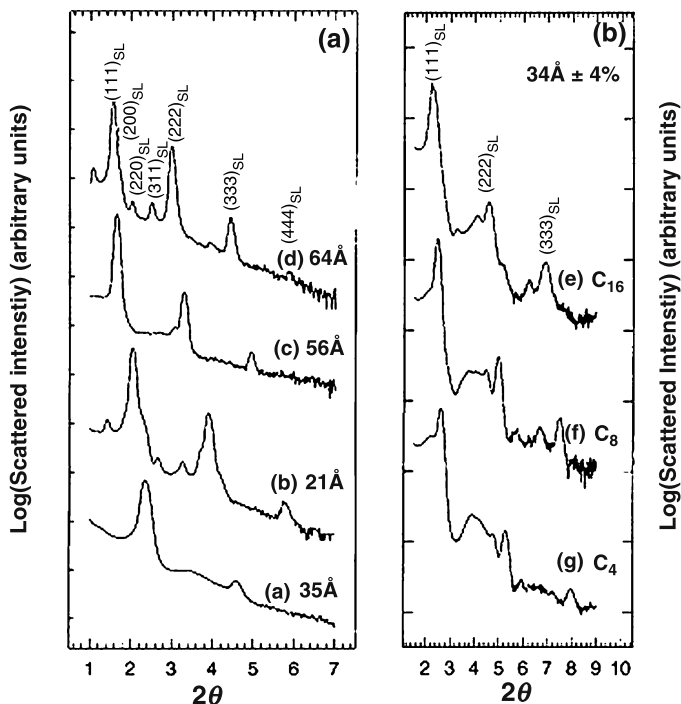 (a)
(b)
Log(Scattered intenstiy) (arbitrary units)
Log(Scattered Intenstiy) (arbitrary units)
(111)SL
(200)SL
(220)SL
(311)SL
(222)SL
(333)SL
(444)SL
(d) 64Å
(c) 56Å
(b) 21Å
(a) 35Å
1 2 3 4 5 6 7
2θ
34Å ± 4%
(111)SL
(222)SL
(333)SL
(e) C16
(f) C8
(g) C4
2 3 4 5 6 7 8 9 10
2θ